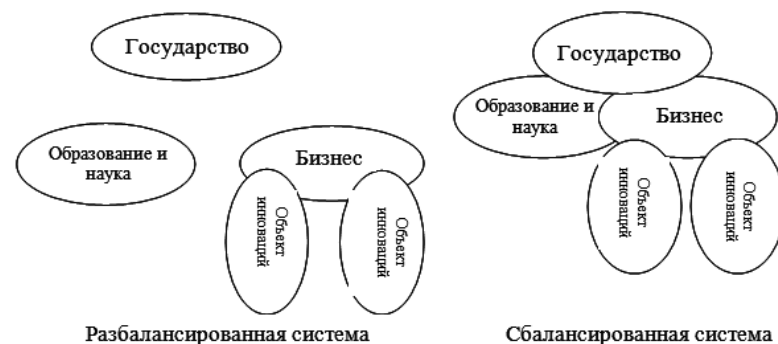 Государство
Образование и
наука
Бизнес
Объект
инноваций
Объект
инноваций
Разбалансированная система
Государство
Образование и
наука
Бизнес
Объект
инноваций
Объект
инноваций
Сбалансированная система